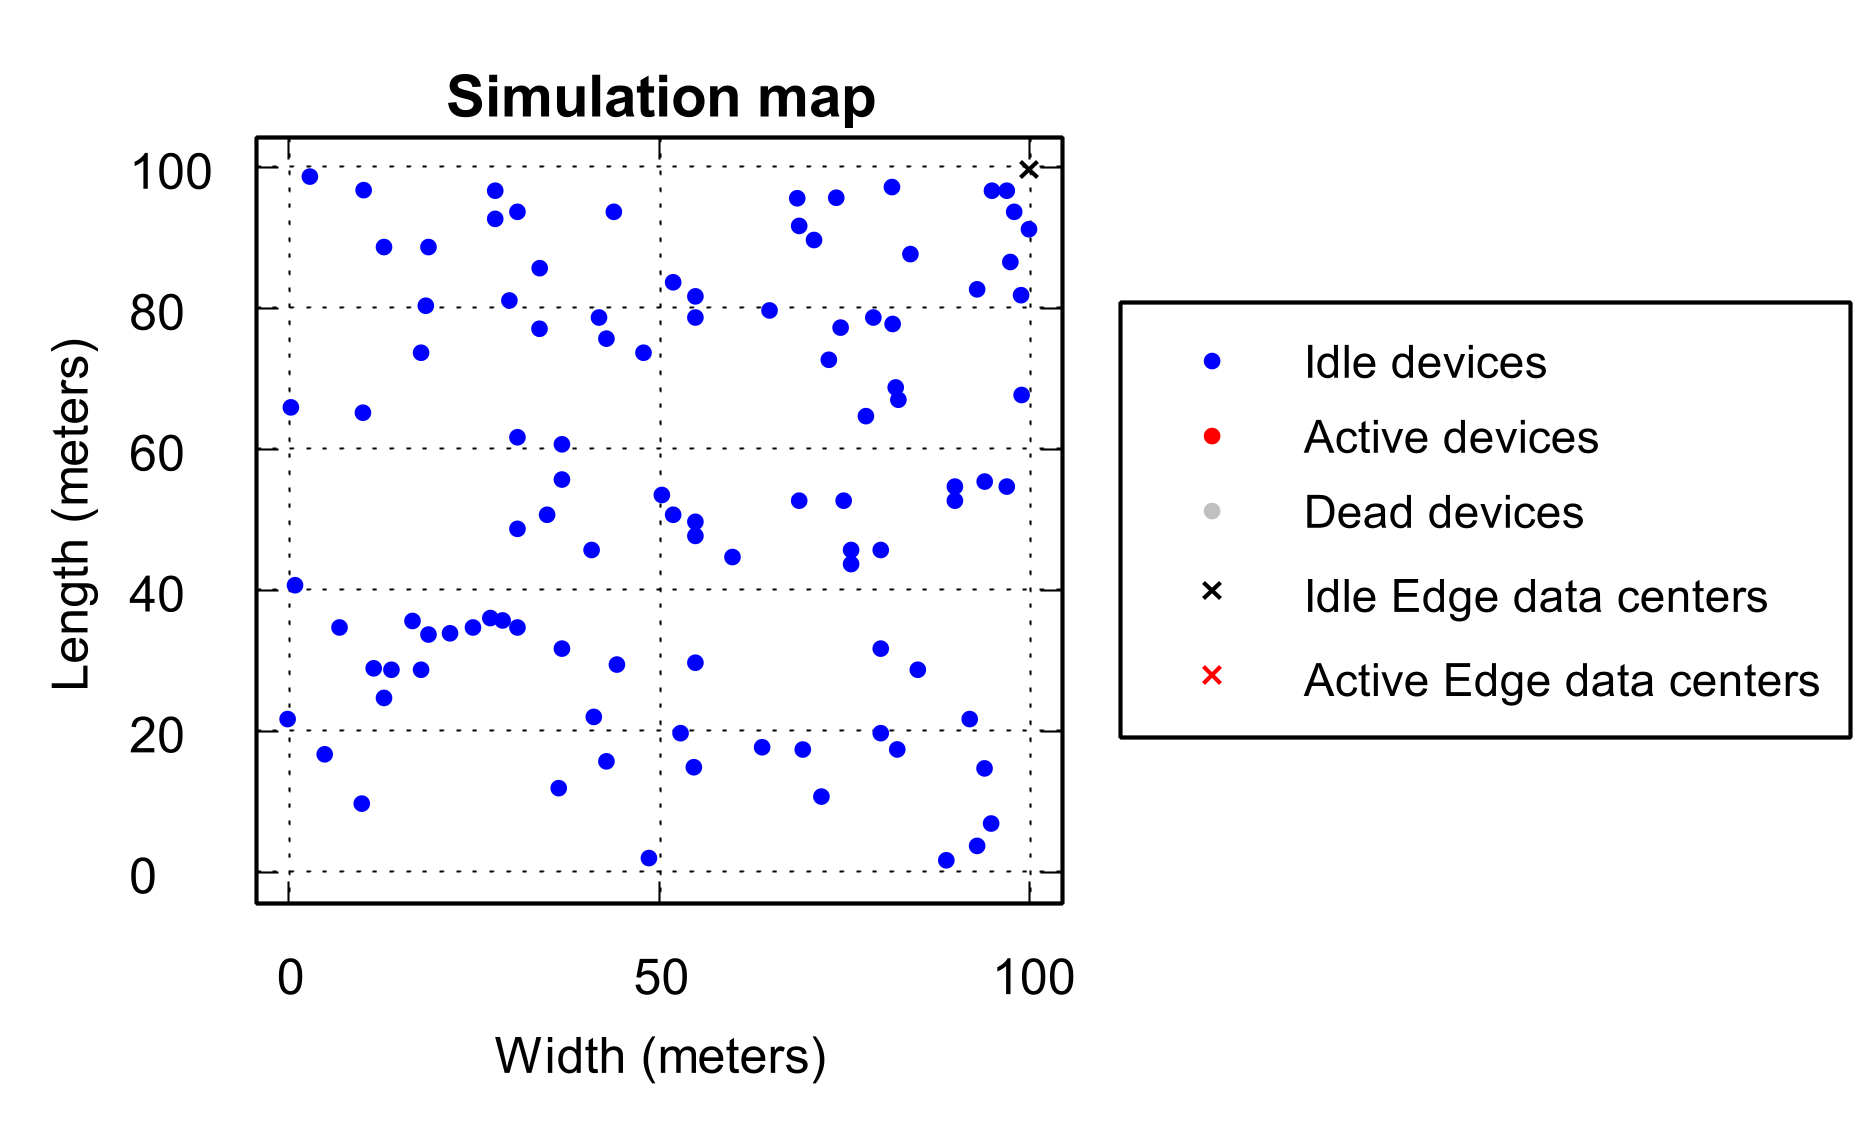 Simulation map
100
80
60
40
20
0
Length (meters)
0 50 100
Width (meters)
Idle devices
Active devices
Dead devices
Idle Edge data centers
Active Edge data centers